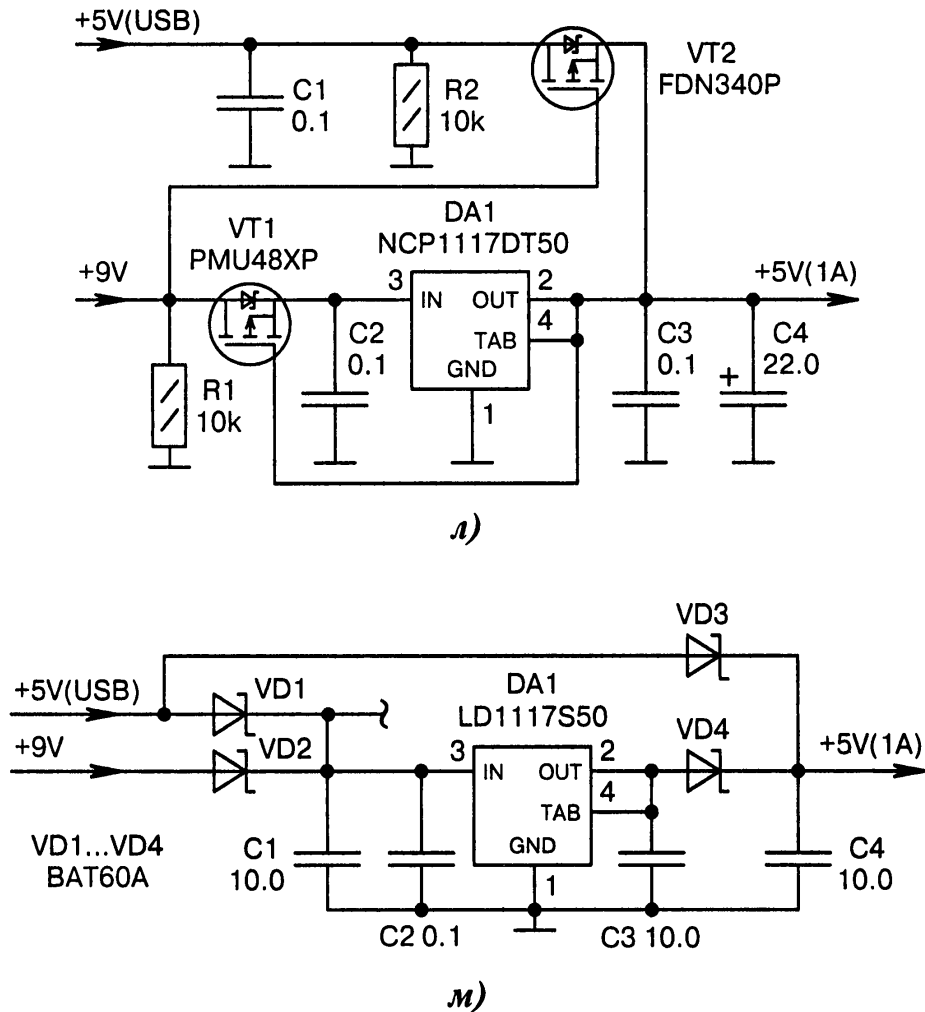 +5V(USB)
C1
0.1
R2
10k
VT2
FDN340P
VT1
PMU48XP
DA1
NCP1117DT50
+9V
3
IN
OUT
2
TAB
4
GND
1
+5V(1A)
R1
10k
C2
0.1
C3
0.1
+
C4
22.0
л)
VD3
+5V(USB)
VD1
DA1
LD1117S50
+9V
VD2
3
IN
OUT
2
TAB
4
GND
1
VD4
+5V(1A)
VD1...VD4
BAT60A
C1
10.0
C2 0.1
C3 10.0
C4
10.0
м)